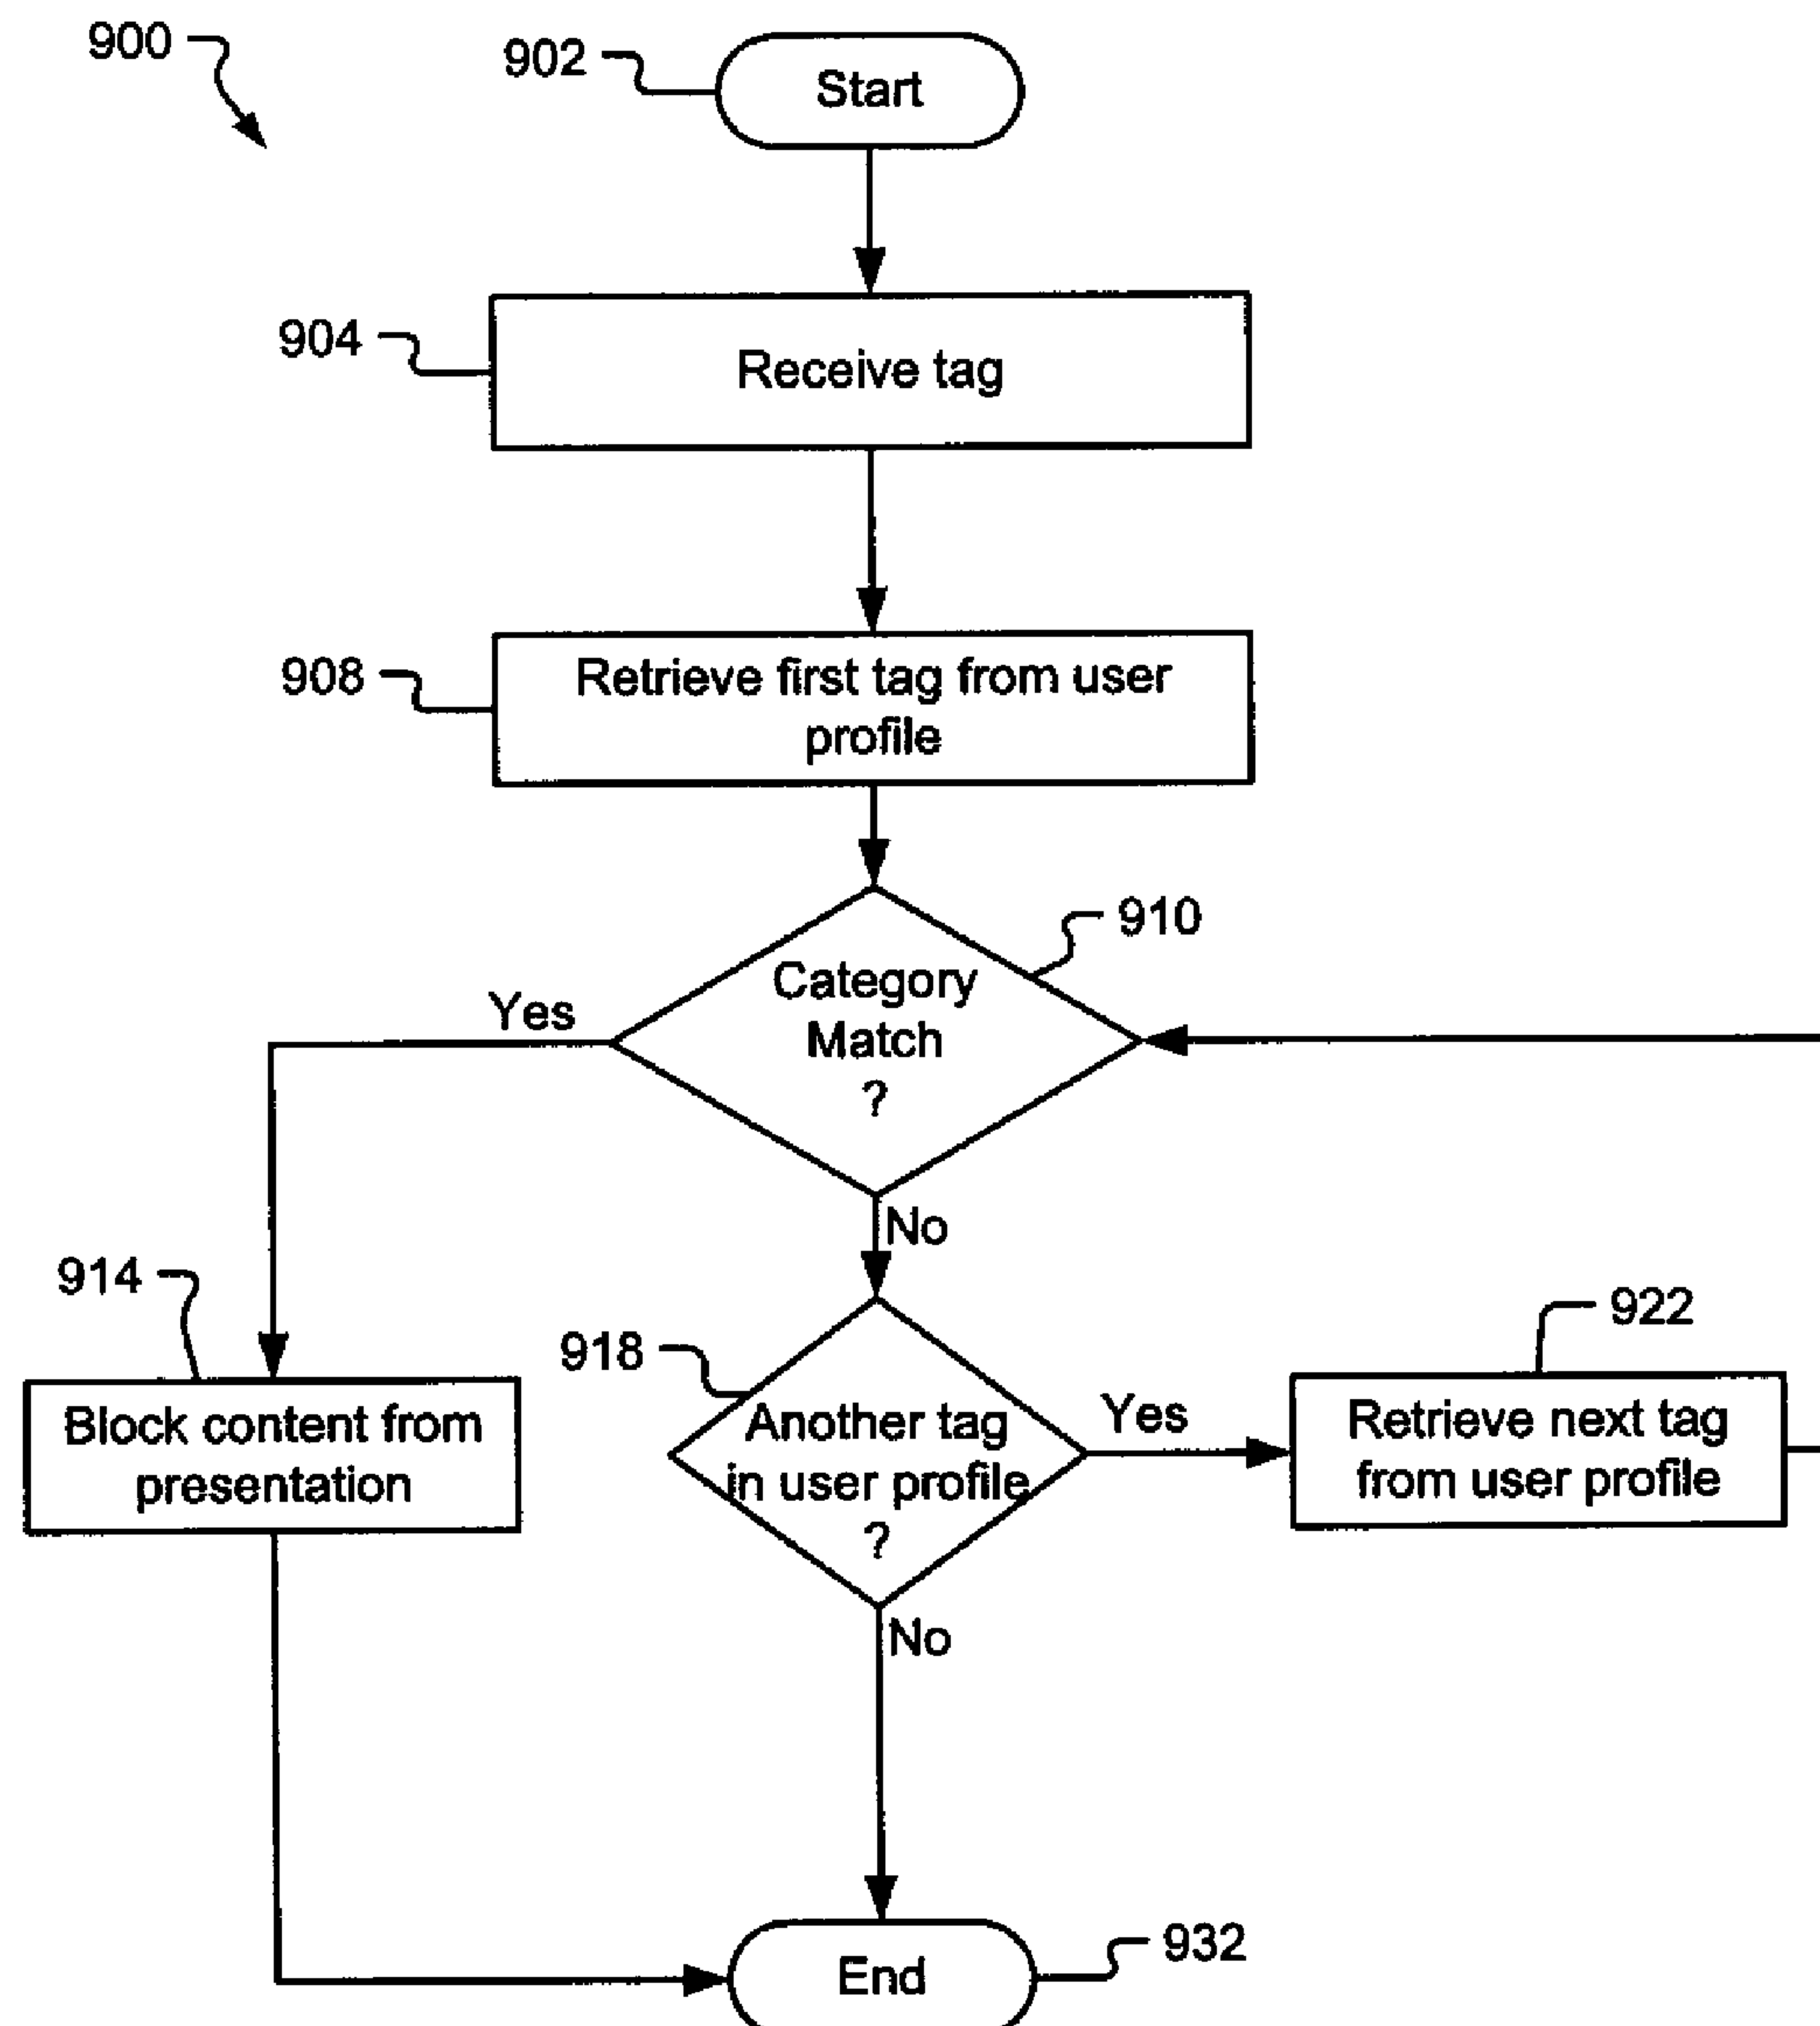 900
902
Start
904
Receive tag
908
Retrieve first tag from user
profile
910
Category
Match
?
Yes
No
914
Block content from
presentation
918
Another tag
in user profile
?
Yes
922
Retrieve next tag
from user profile
No
End
932